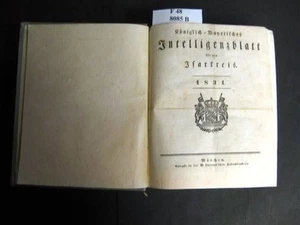 F 48
8085 B
Königlich-Bayerisches
Intelligenzblatt
für den
Isarkreis.
1831.
München